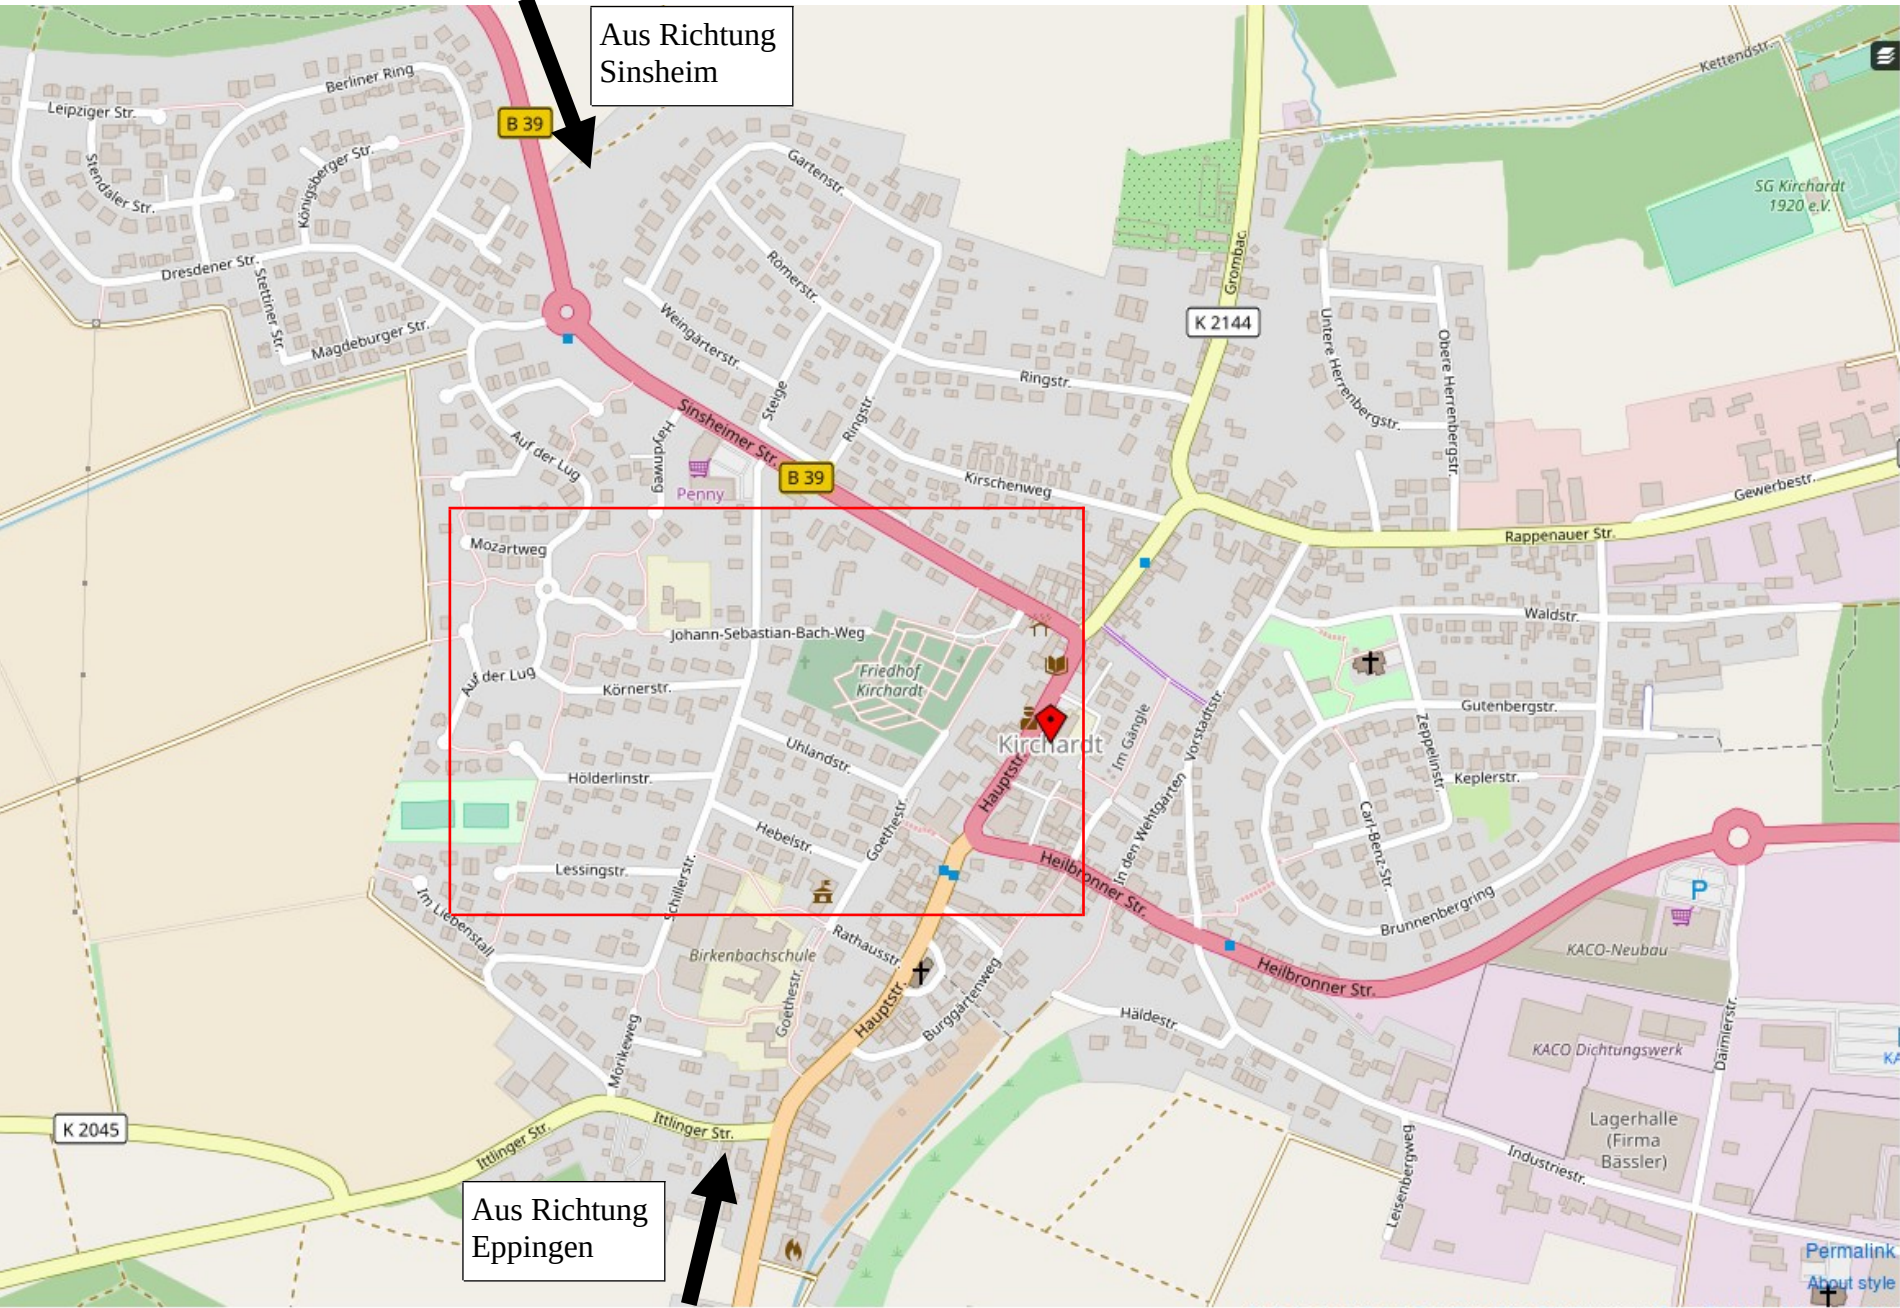 Aus Richtung
Sinsheim
Kettendstr.
Berliner Ring
Leipziger Str.
B 39
Stendaler Str.
Königsberger Str.
Gartenstr.
SG Kirchardt
1920 e.V.
Dresdener Str.
Stettiner Str.
Römerstr.
Grombac.
Magdeburger Str.
Weingärterstr.
K 2144
Untere Herrenbergstr.
Obere Herrenbergstr.
Ringstr.
Steige
Ringstr.
Sinsheimer Str.
Haydnweg
Auf der Lug
Penny
B 39
Kirschenweg
Gewerbestr.
Rappenauer Str.
Mozartweg
Johann-Sebastian-Bach-Weg
Waldstr.
Friedhof
Kirchardt
Auf der Lug
Körnerstr.
Gutenbergstr.
Vorstadtstr.
Im Gängle
Zeppelinstr.
Kirchardt
Uhlandstr.
Hölderlinstr.
Hauptstr.
Keplerstr.
Goethestr.
Hebelstr.
In den Wehtgärten
Carl-Benz-Str.
Lessingstr.
Heilbronner Str.
Schillerstr.
Im Liebenstall
P
Brunnenbergring
Rathausstr.
Birkenbachschule
KACO-Neubau
Heilbronner Str.
Goethestr.
Hauptstr.
Burggärtenweg
Häldestr.
Mörikeweg
KACO Dichtungswerk
Daimlerstr.
KA
K 2045
Ittlinger Str.
Ittlinger Str.
Lagerhalle
(Firma
Bässler)
Industriestr.
Leisenbergweg
Aus Richtung
Eppingen
Permalink
About style